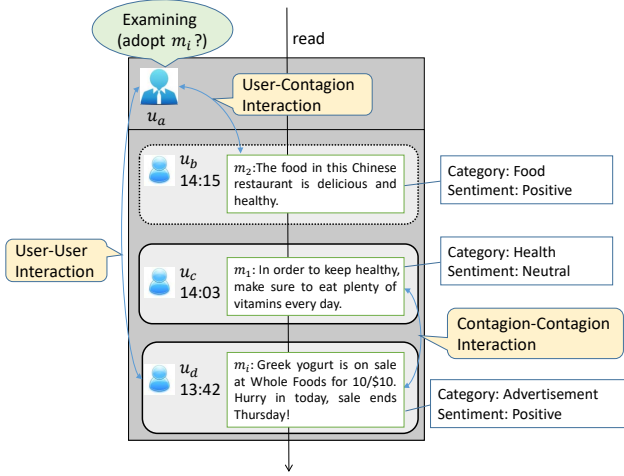 Examining
(adopt mᵢ?)
read
User-Contagion
Interaction
uₐ
u_b
14:15
m₂:The food in this Chinese
restaurant is delicious and
healthy.
Category: Food
Sentiment: Positive
User-User
Interaction
u_c
14:03
m₁: In order to keep healthy,
make sure to eat plenty of
vitamins every day.
Category: Health
Sentiment: Neutral
Contagion-Contagion
Interaction
u_d
13:42
mᵢ: Greek yogurt is on sale
at Whole Foods for 10/$10.
Hurry in today, sale ends
Thursday!
Category: Advertisement
Sentiment: Positive